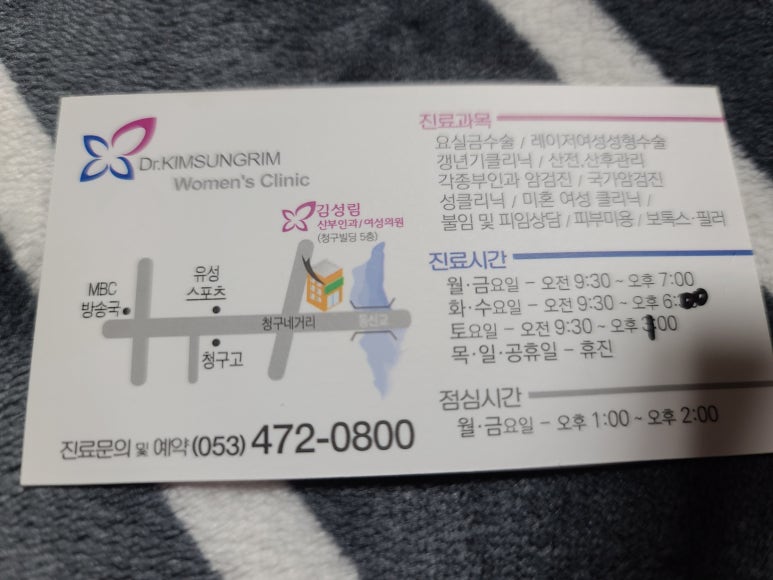 Dr.KIMSUNGRIM
Women's Clinic
김성림
산부인과/여성의원
(청구빌딩 5층)
MBC
방송국
유성
스포츠
청구네거리
동신교
청구고
진료문의 및 예약 (053) 472-0800
진료과목
요실금수술 / 레이저여성성형수술
갱년기클리닉 / 산전.산후관리
각종부인과 암검진 / 국가암검진
성클리닉 / 미혼 여성 클리닉 /
불임 및 피임상담 / 피부미용 / 보톡스·필러
진료시간
월·금요일 - 오전 9:30 ~ 오후 7:00
화·수요일 - 오전 9:30 ~ 오후 6:00
토요일 - 오전 9:30 ~ 오후 1:00
목·일·공휴일 - 휴진
점심시간
월·금요일 - 오후 1:00 ~ 오후 2:00